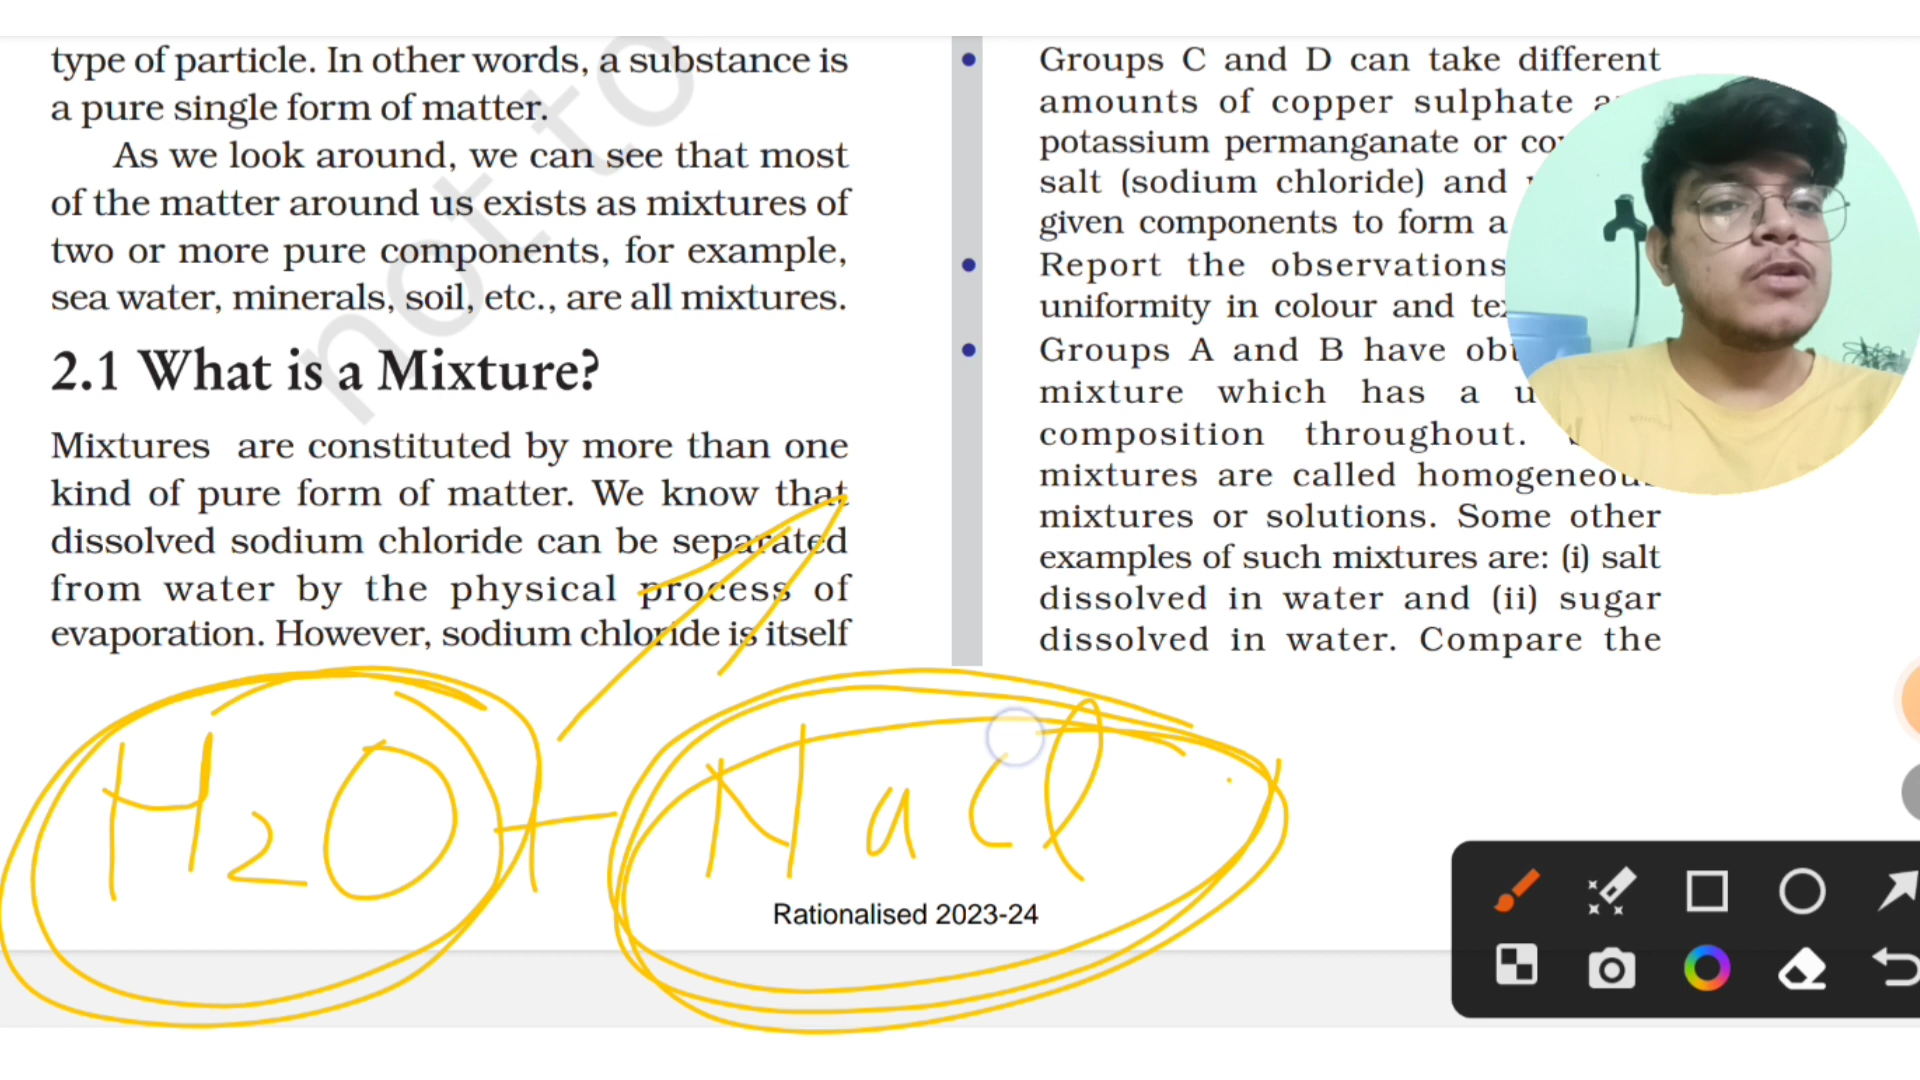 type of particle. In other words, a substance is
a pure single form of matter.
As we look around, we can see that most
of the matter around us exists as mixtures of
two or more pure components, for example,
sea water, minerals, soil, etc., are all mixtures.
2.1 What is a Mixture?
Mixtures are constituted by more than one
kind of pure form of matter. We know that
dissolved sodium chloride can be separated
from water by the physical process of
evaporation. However, sodium chloride is itself
not to
• Groups C and D can take different
amounts of copper sulphate
potassium permanganate or
salt (sodium chloride) and
given components to form a
• Report the observations
uniformity in colour and
• Groups A and B have
mixture which has a
composition throughout.
mixtures are called homogeneous
mixtures or solutions. Some other
examples of such mixtures are: (i) salt
dissolved in water and (ii) sugar
dissolved in water. Compare the
H2O + NaCl
Rationalised 2023-24